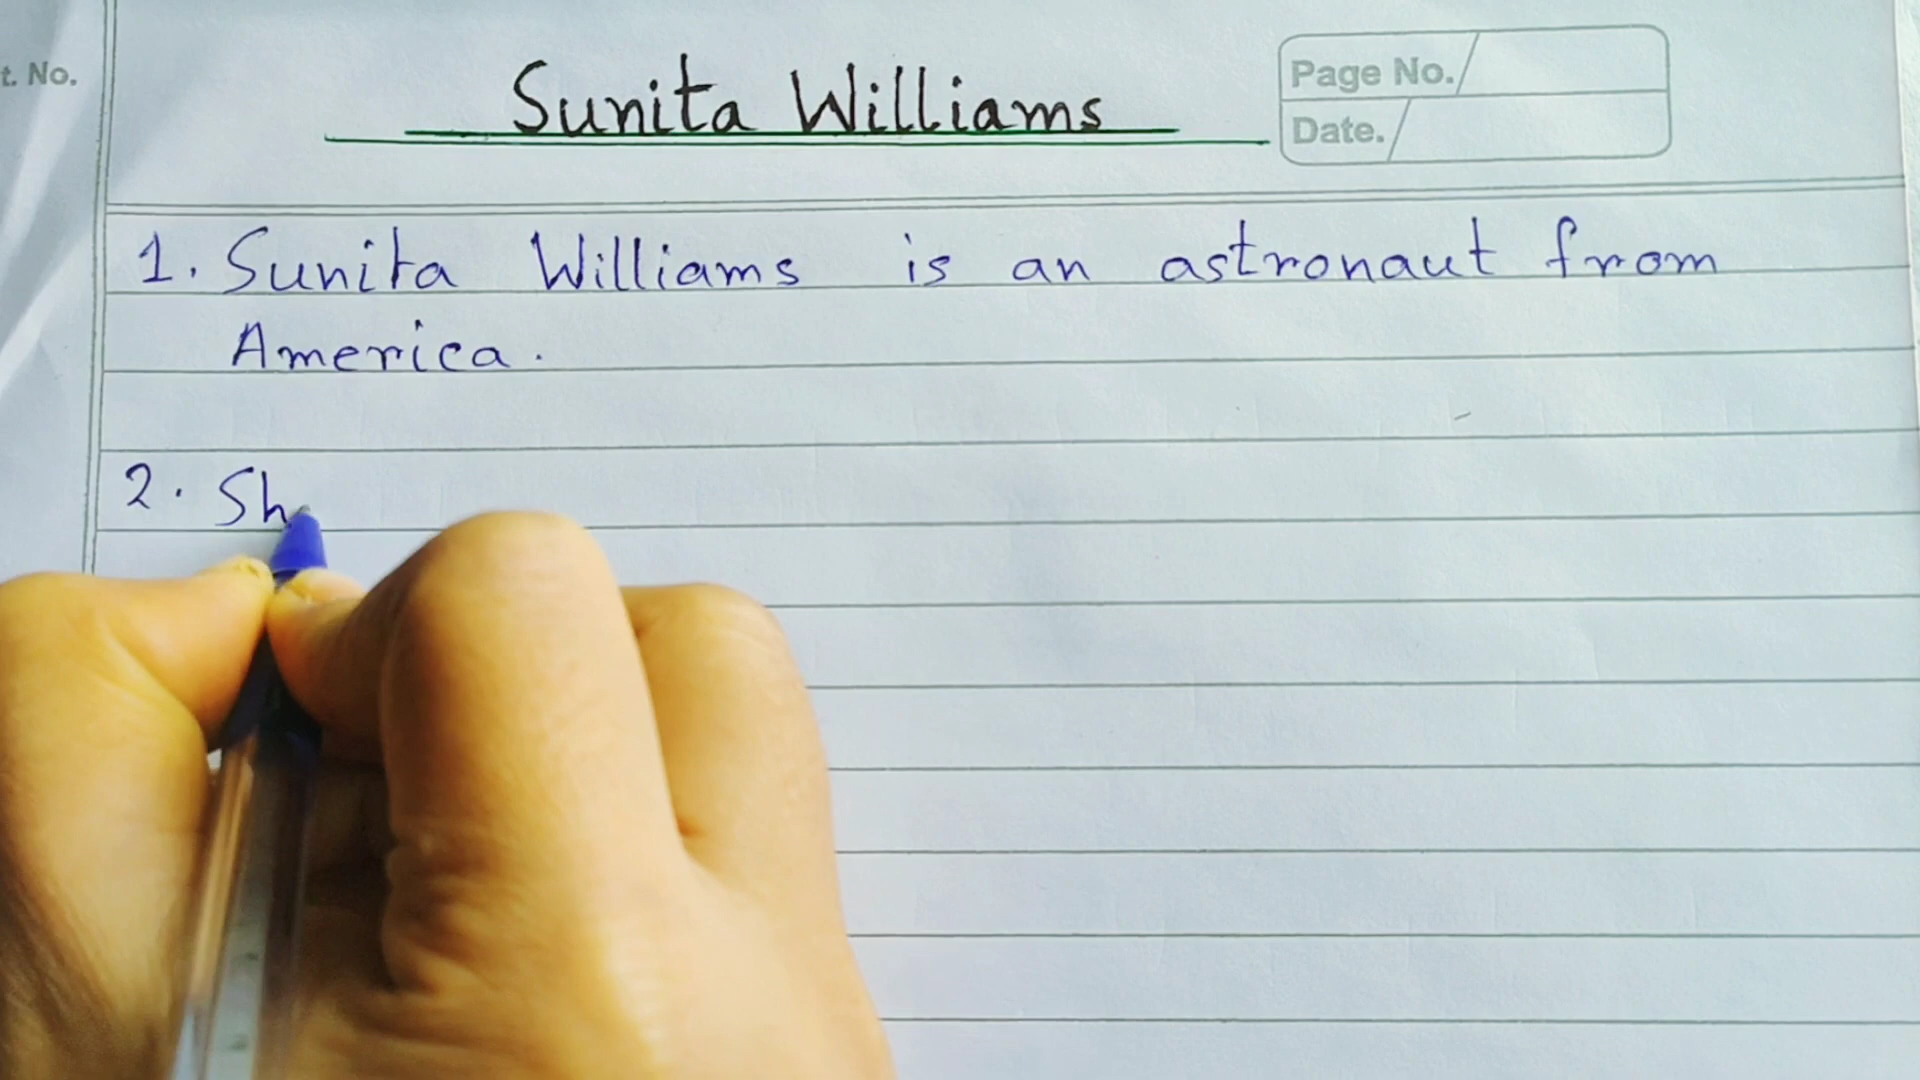 t. No.
Sunita Williams
Page No.
Date.
1. Sunita Williams is an astronaut from
America.
2. Sh